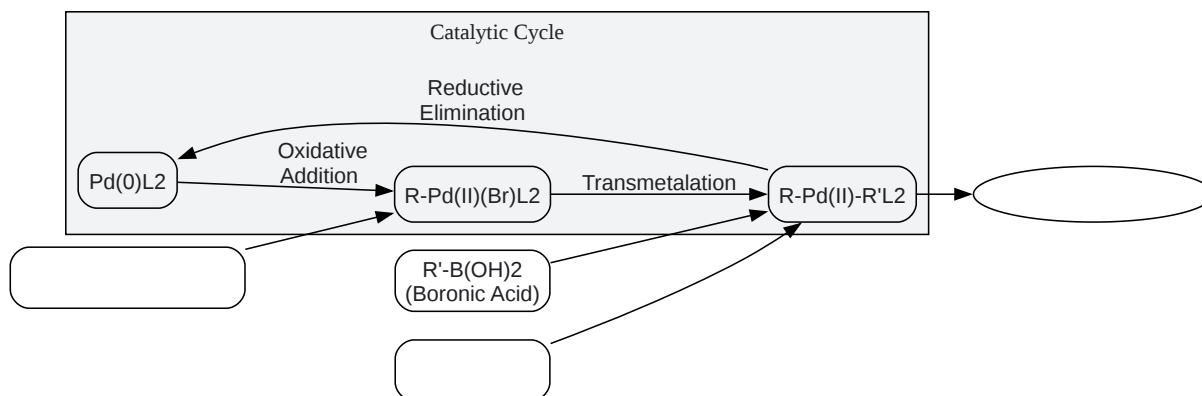 Catalytic Cycle
Reductive
Elimination
Oxidative
Addition
Pd(0)L2
R-Pd(II)(Br)L2
Transmetalation
R-Pd(II)-R'L2
R'-B(OH)2
(Boronic Acid)